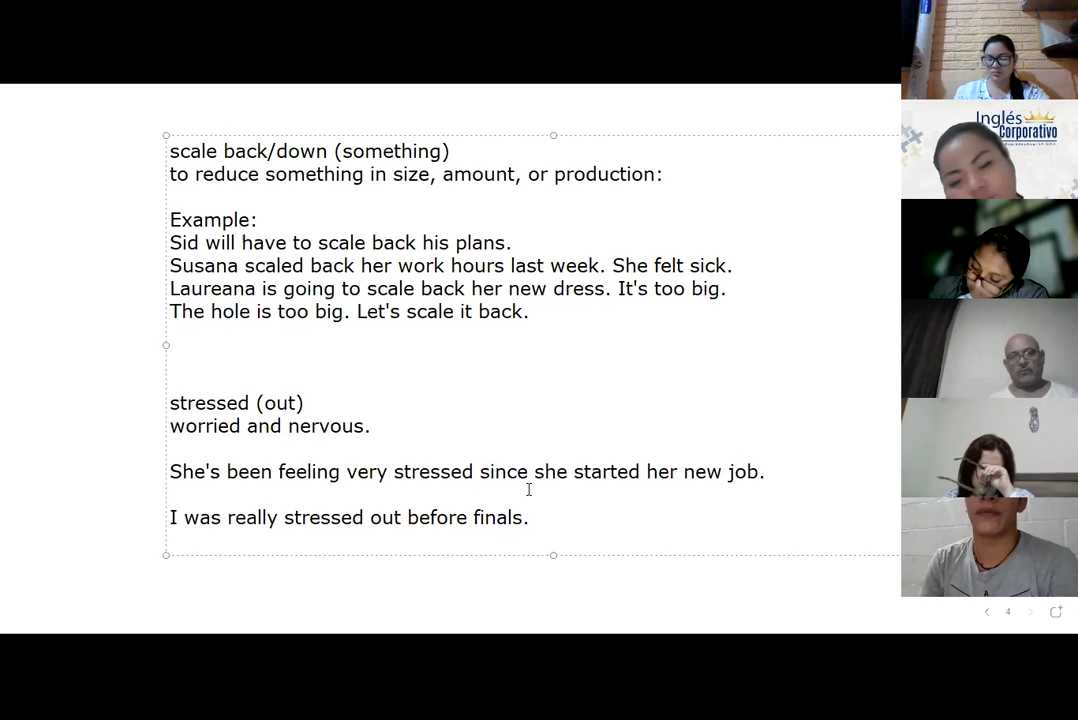 scale back/down (something)
to reduce something in size, amount, or production:
Example:
Sid will have to scale back his plans.
Susana scaled back her work hours last week. She felt sick.
Laureana is going to scale back her new dress. It's too big.
The hole is too big. Let's scale it back.
stressed (out)
worried and nervous.
She's been feeling very stressed since she started her new job.
I was really stressed out before finals.
Inglés
Corporativo
4